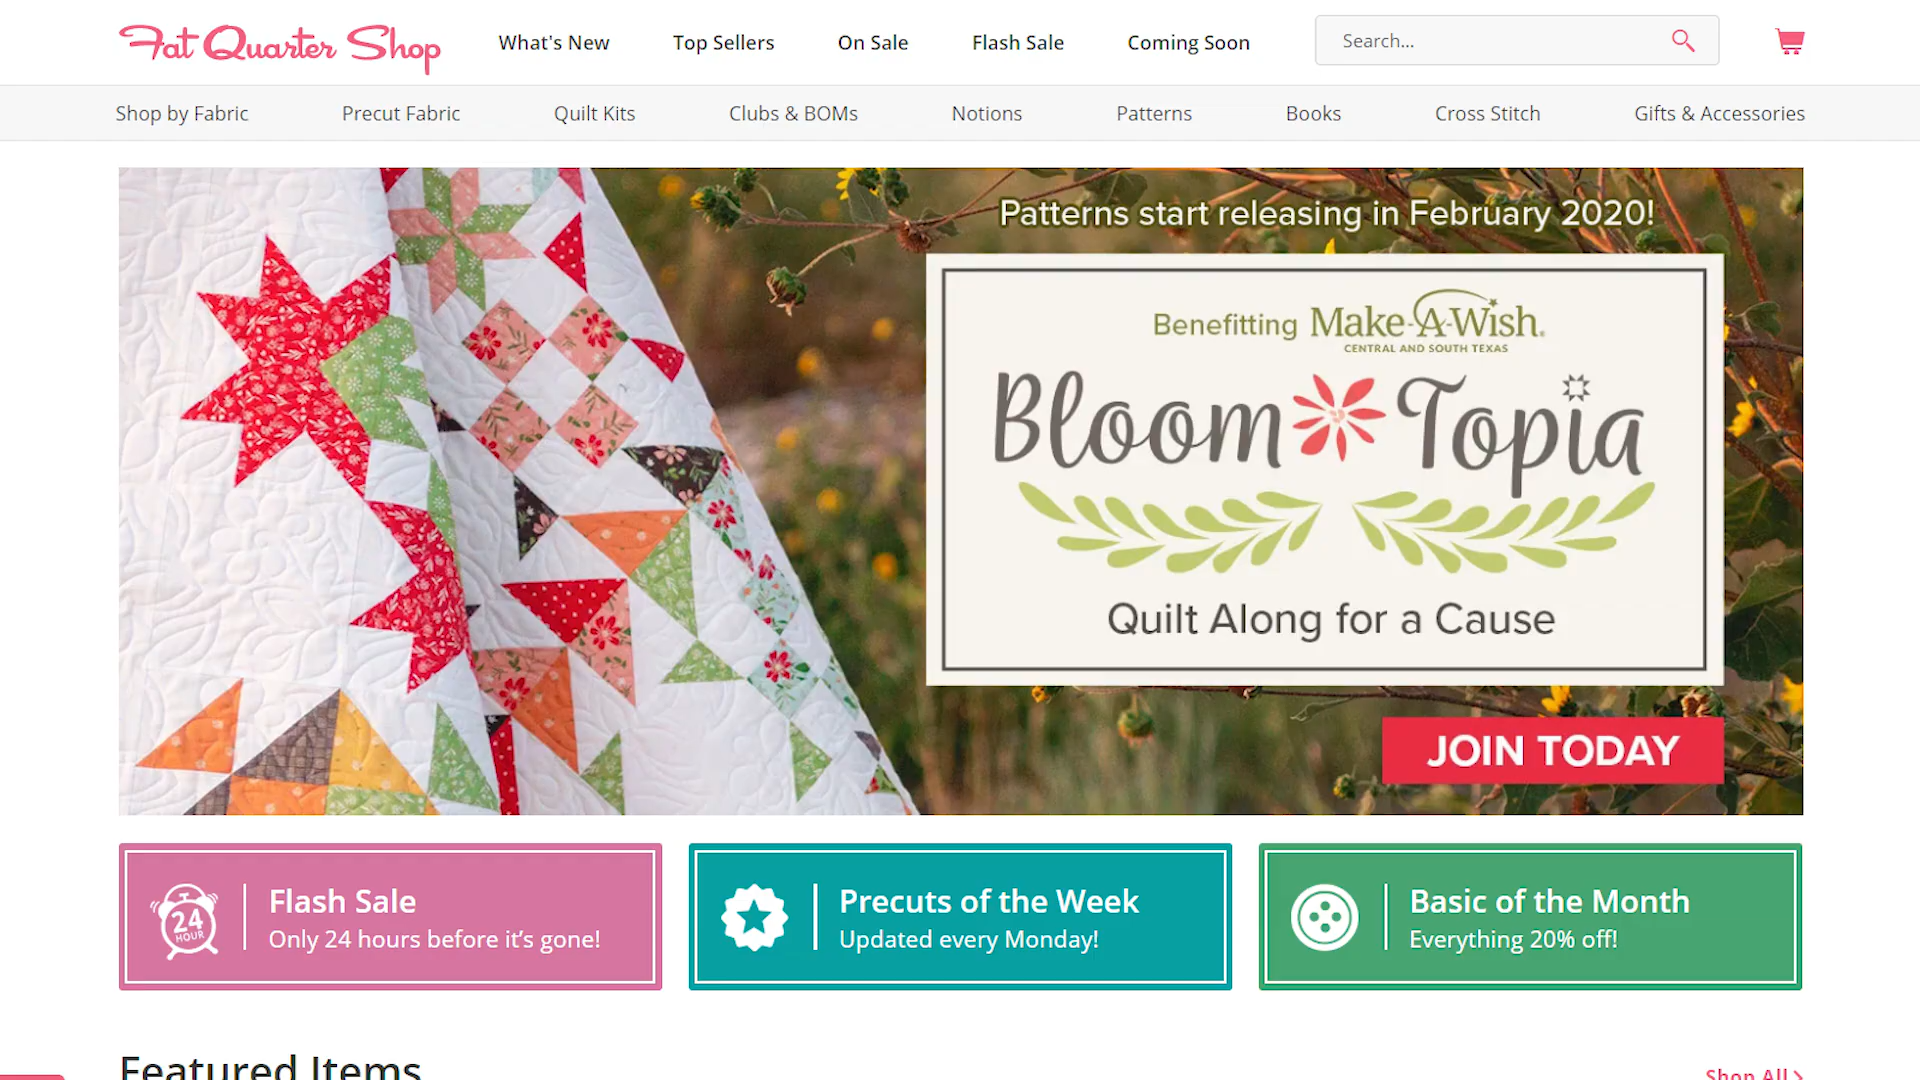 Fat Quarter Shop
What's New
Top Sellers
On Sale
Flash Sale
Coming Soon
Search...
Shop by Fabric
Precut Fabric
Quilt Kits
Clubs & BOMs
Notions
Patterns
Books
Cross Stitch
Gifts & Accessories
Patterns start releasing in February 2020!
Benefitting Make-A-Wish.
CENTRAL AND SOUTH TEXAS
Bloom Topia
Quilt Along for a Cause
JOIN TODAY
24
HOUR
Flash Sale
Only 24 hours before it’s gone!
Precuts of the Week
Updated every Monday!
Basic of the Month
Everything 20% off!
Featured Items
Shop All